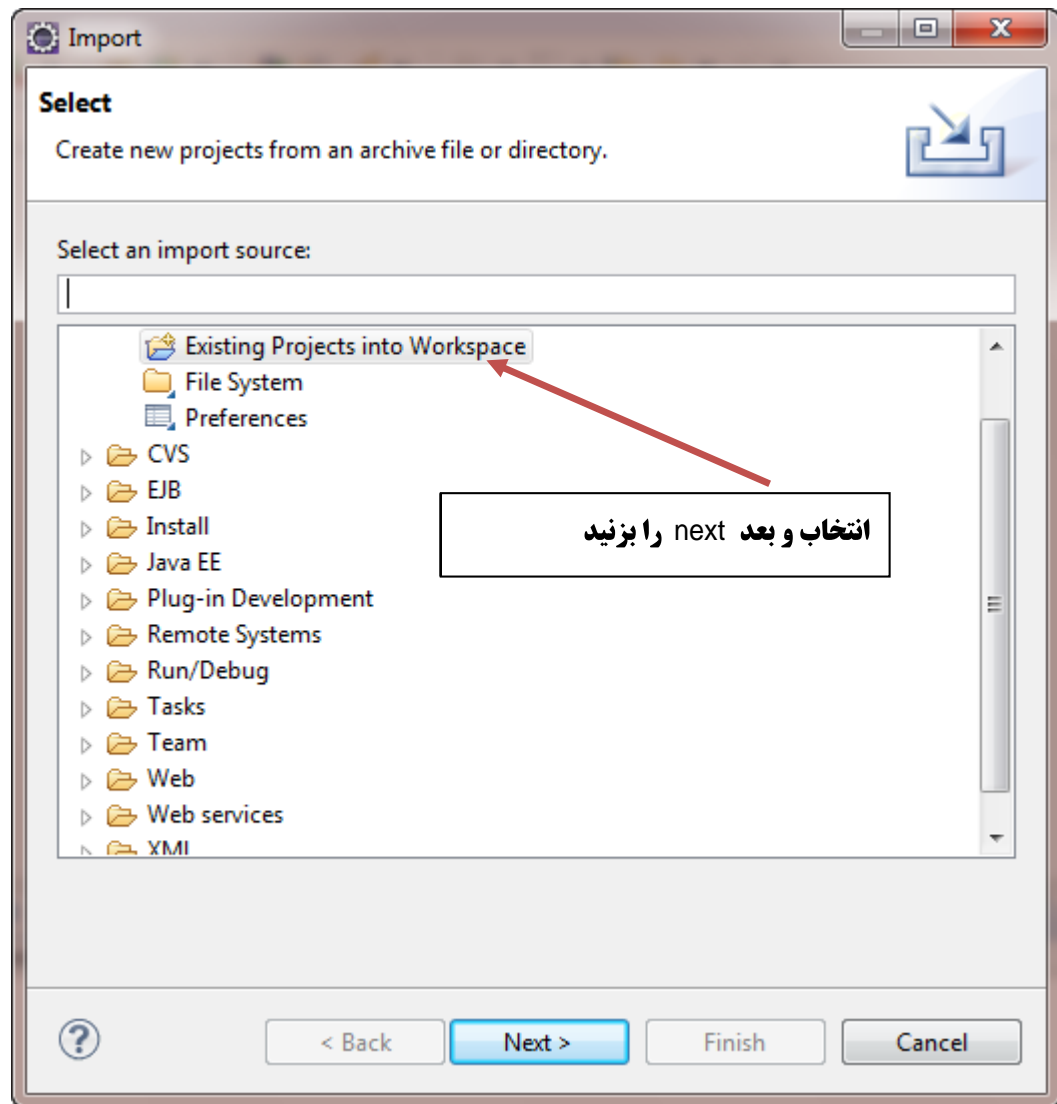 Import
Select
Create new projects from an archive file or directory.
Select an import source:
Existing Projects into Workspace
File System
Preferences
CVS
EJB
Install
Java EE
انتخاب و بعد next را بزنید
Plug-in Development
Remote Systems
Run/Debug
Tasks
Team
Web
Web services
XML
? < Back Next > Finish Cancel